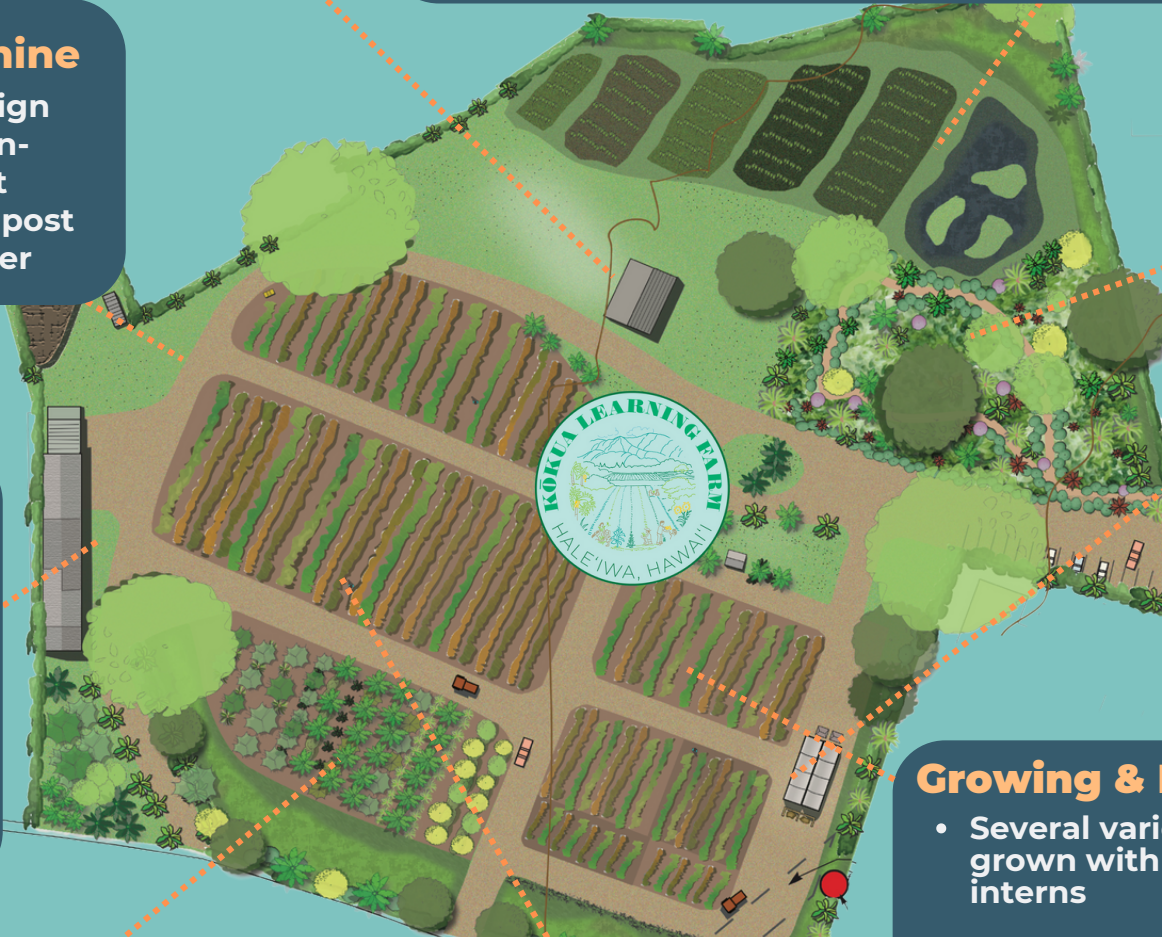 hine
ign
n-
t
post
er
KŌKUA LEARNING FARM
HALE'IWA, HAWAI'I
Growing &
Several vari
grown with
interns